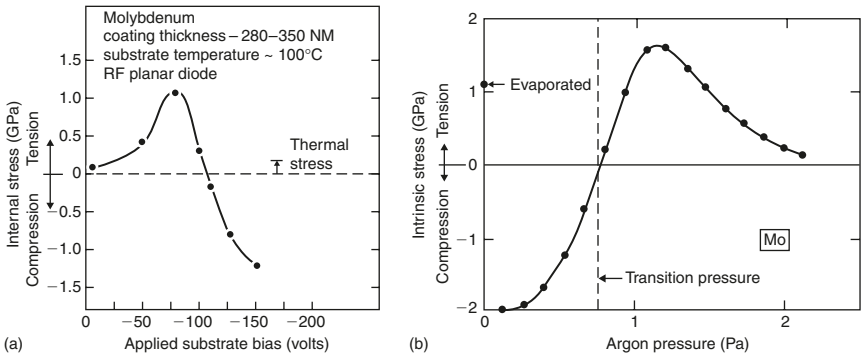 Molybdenum
coating thickness – 280–350 NM
substrate temperature ~ 100°C
RF planar diode
Thermal
stress
Internal stress (GPa)
Compression Tension
1.5
1.0
0.5
0
−0.5
−1.0
−1.5
0 −50 −100 −150 −200
(a) Applied substrate bias (volts)
Intrinsic stress (GPa)
Compression Tension
2
1
0
−1
−2
Evaporated
Mo
Transition pressure
0 1 2
(b) Argon pressure (Pa)